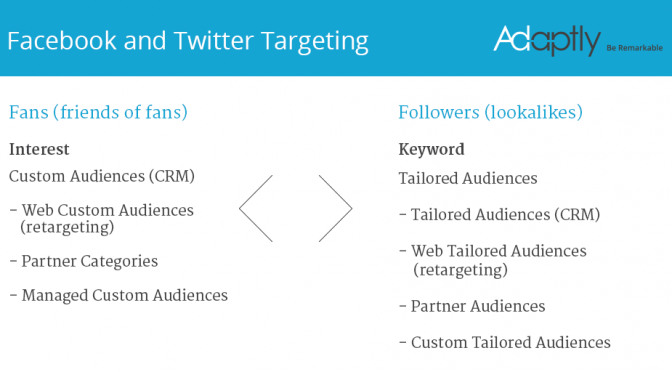 Facebook and Twitter Targeting
Adaptly Be Remarkable
Fans (friends of fans)
Interest
Custom Audiences (CRM)
- Web Custom Audiences
(retargeting)
- Partner Categories
- Managed Custom Audiences
Followers (lookalikes)
Keyword
Tailored Audiences
- Tailored Audiences (CRM)
- Web Tailored Audiences
(retargeting)
- Partner Audiences
- Custom Tailored Audiences